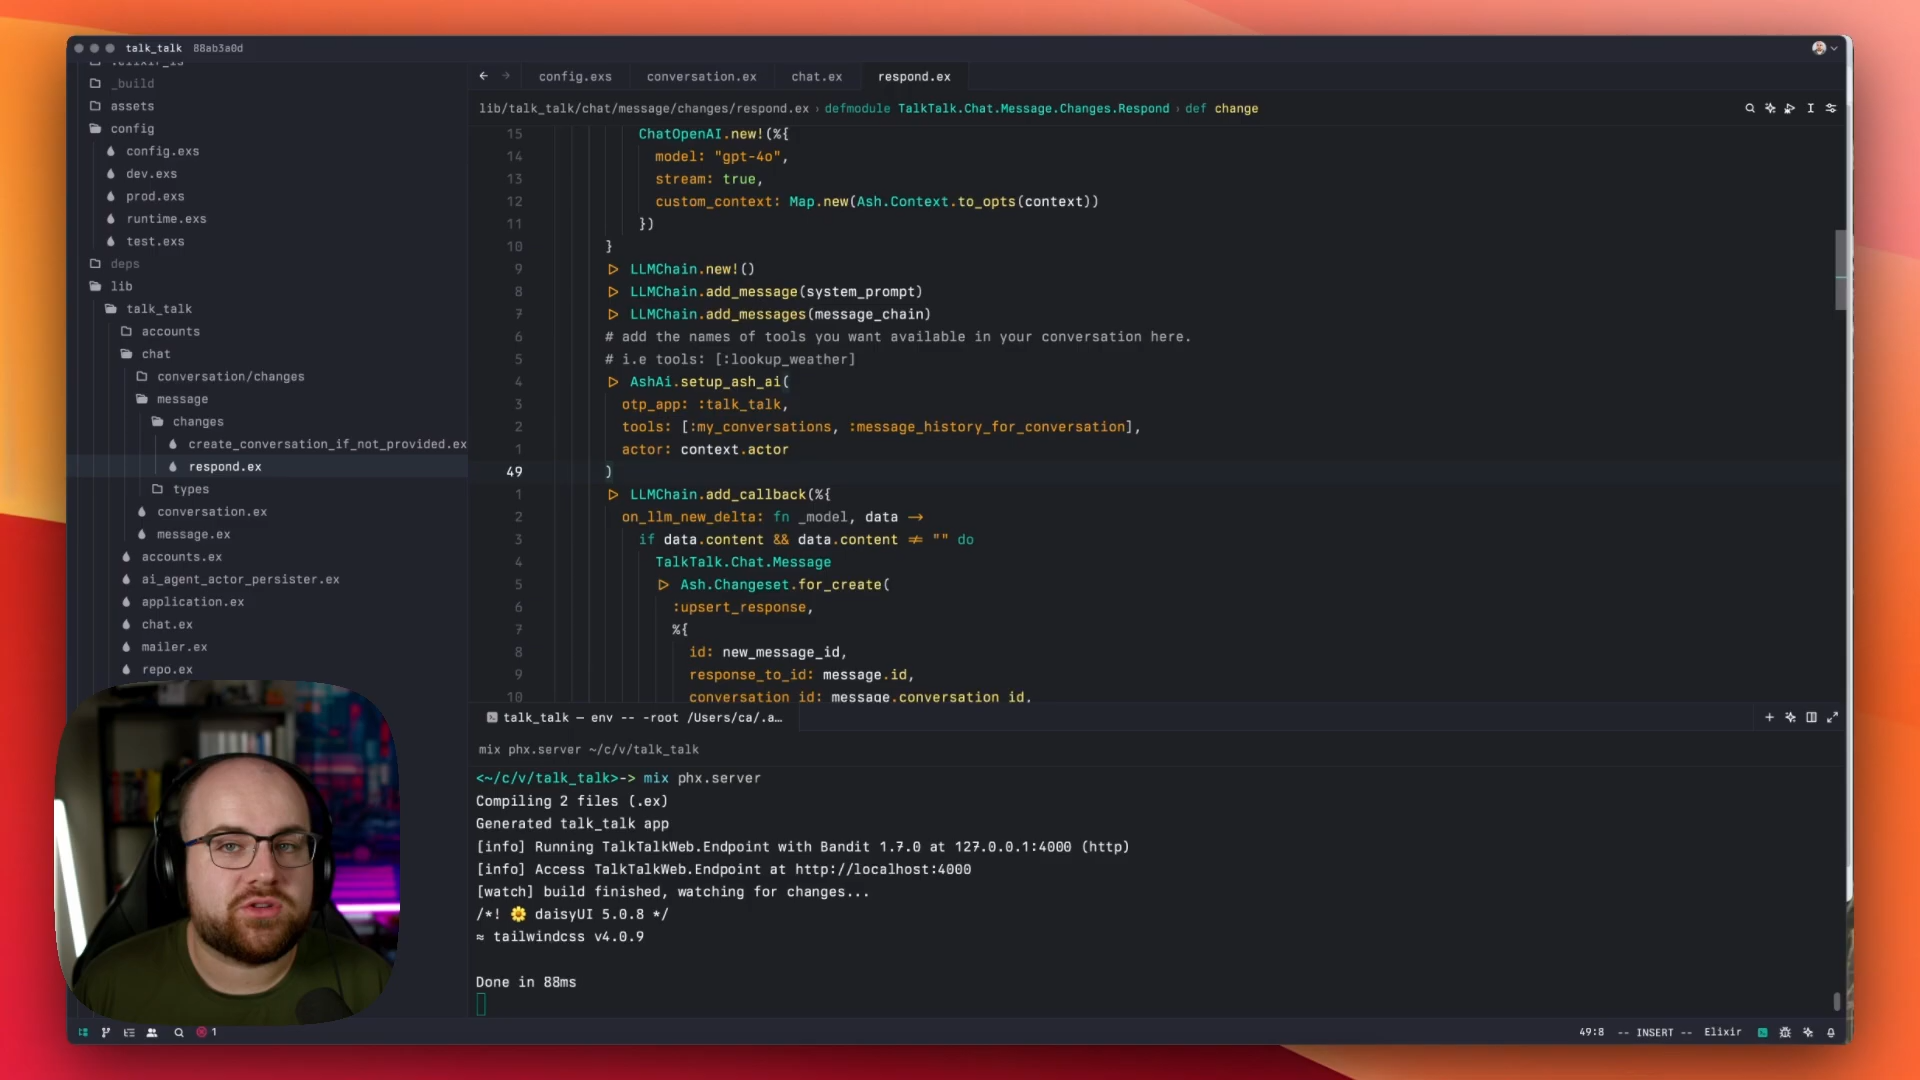 talk_talk 88ab3a0d
.elixir_ls
_build
assets
config
config.exs
dev.exs
prod.exs
runtime.exs
test.exs
deps
lib
talk_talk
accounts
chat
conversation/changes
message
changes
create_conversation_if_not_provided.ex
respond.ex
types
conversation.ex
message.ex
accounts.ex
ai_agent_actor_persister.ex
application.ex
chat.ex
mailer.ex
repo.ex
config.exs conversation.ex chat.ex respond.ex
lib/talk_talk/chat/message/changes/respond.ex › defmodule TalkTalk.Chat.Message.Changes.Respond › def change
15 ChatOpenAI.new!(%{
14 model: "gpt-4o",
13 stream: true,
12 custom_context: Map.new(Ash.Context.to_opts(context))
11 })
10 }
9 ▷ LLMChain.new!()
8 ▷ LLMChain.add_message(system_prompt)
7 ▷ LLMChain.add_messages(message_chain)
6 # add the names of tools you want available in your conversation here.
5 # i.e tools: [:lookup_weather]
4 ▷ AshAi.setup_ash_ai(
3 otp_app: :talk_talk,
2 tools: [:my_conversations, :message_history_for_conversation],
1 actor: context.actor
49 )
1 ▷ LLMChain.add_callback(%{
2 on_llm_new_delta: fn _model, data →
3 if data.content && data.content ≠ "" do
4 TalkTalk.Chat.Message
5 ▷ Ash.Changeset.for_create(
6 :upsert_response,
7 %{
8 id: new_message_id,
9 response_to_id: message.id,
10 conversation_id: message.conversation_id,
talk_talk — env -- -root /Users/ca/.a…
mix phx.server ~/c/v/talk_talk
<~/c/v/talk_talk>-> mix phx.server
Compiling 2 files (.ex)
Generated talk_talk app
[info] Running TalkTalkWeb.Endpoint with Bandit 1.7.0 at 127.0.0.1:4000 (http)
[info] Access TalkTalkWeb.Endpoint at http://localhost:4000
[watch] build finished, watching for changes...
/*! 🌼 daisyUI 5.0.8 */
≈ tailwindcss v4.0.9
Done in 88ms
1
49:8 -- INSERT -- Elixir